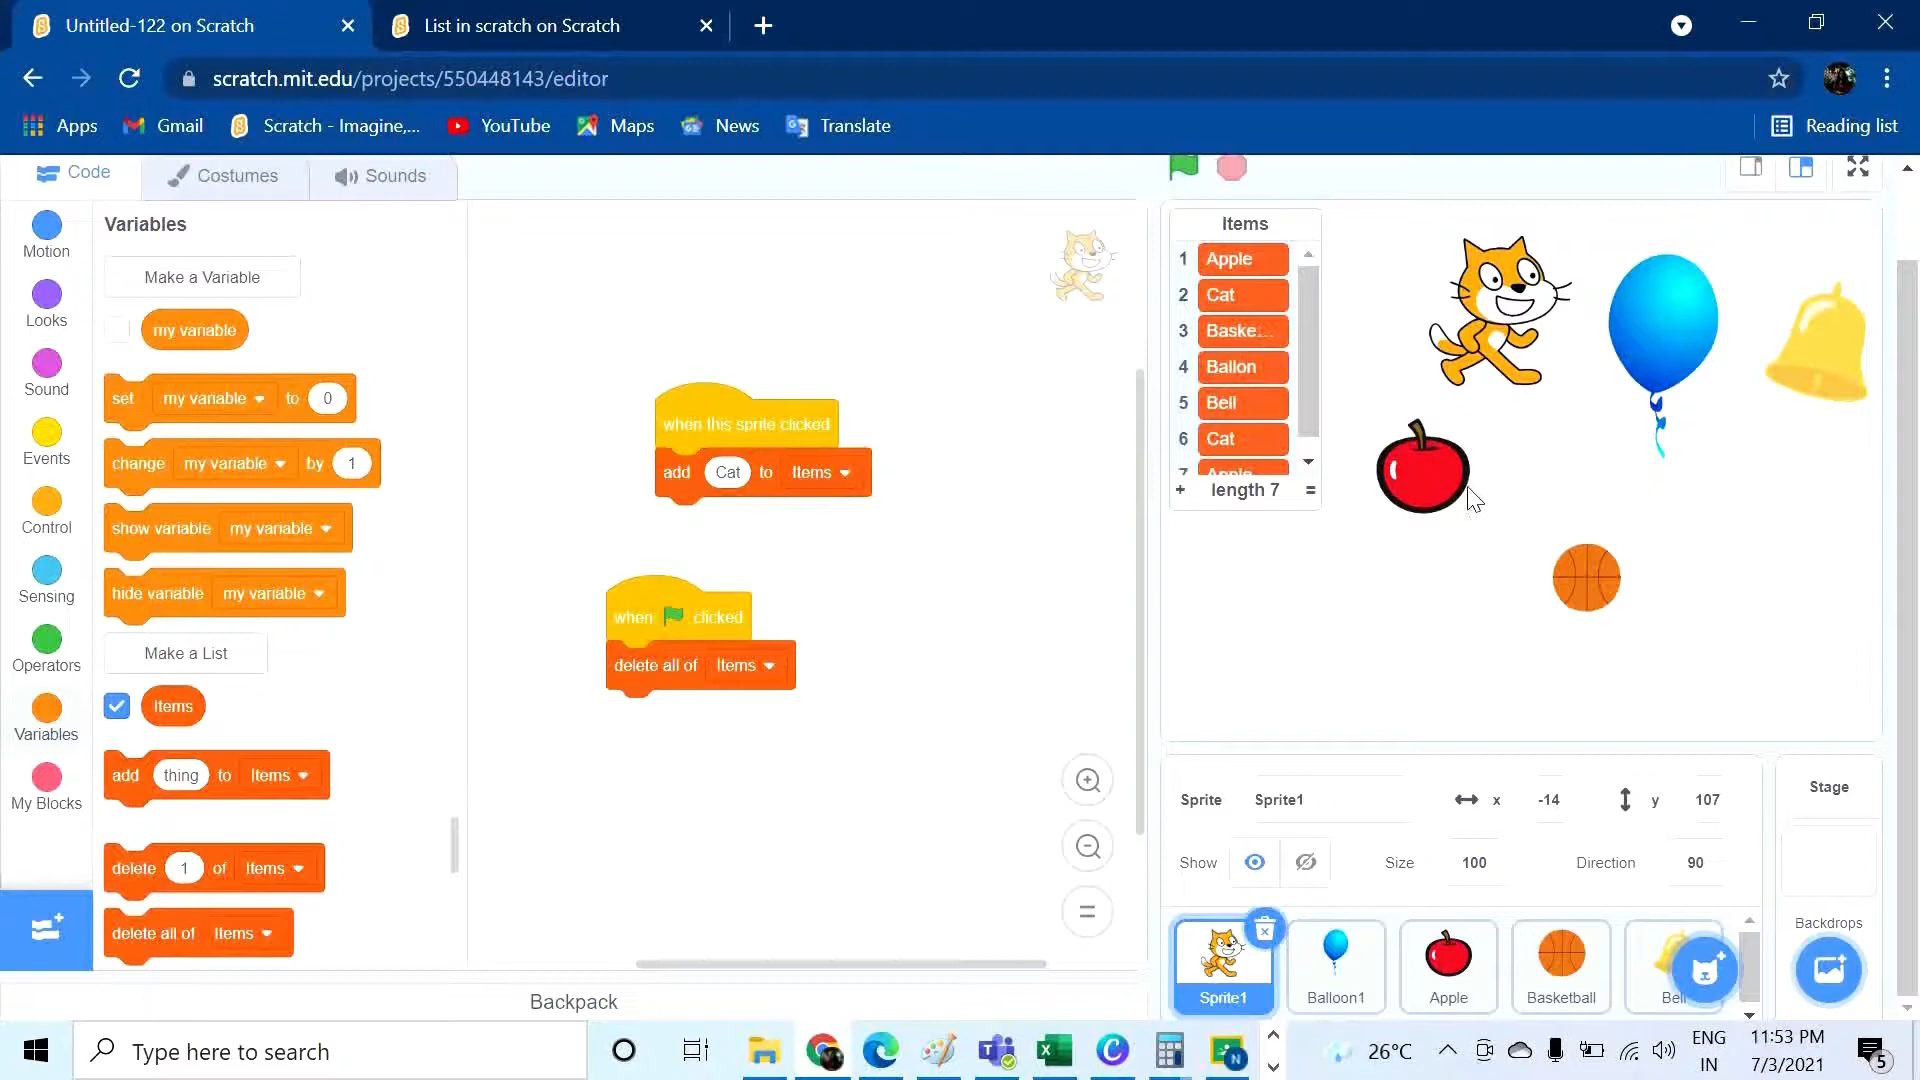 Untitled-122 on Scratch
List in scratch on Scratch
scratch.mit.edu/projects/550448143/editor
Apps
Gmail
Scratch - Imagine,...
YouTube
Maps
News
Translate
Reading list
Code
Costumes
Sounds
Motion
Looks
Sound
Events
Control
Sensing
Operators
Variables
My Blocks
Variables
Make a Variable
my variable
set my variable to 0
change my variable by 1
show variable my variable
hide variable my variable
Make a List
Items
add thing to Items
delete 1 of Items
delete all of Items
when this sprite clicked
add Cat to Items
when clicked
delete all of Items
Items
1 Apple
2 Cat
3 Baske...
4 Ballon
5 Bell
6 Cat
7 Apple
+ length 7 =
Sprite Sprite1 x -14 y 107
Show Size 100 Direction 90
Stage
Backdrops
Sprite1
Balloon1
Apple
Basketball
Bell
Backpack
Type here to search
26°C
ENG
IN
11:53 PM
7/3/2021
5